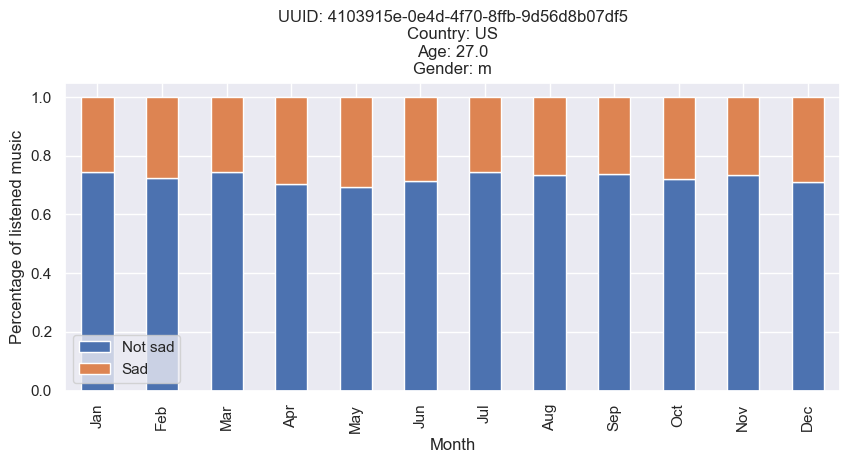 UUID: 4103915e-0e4d-4f70-8ffb-9d56d8b07df5
Country: US
Age: 27.0
Gender: m
Percentage of listened music
1.0
0.8
0.6
0.4
0.2
0.0
Not sad
Sad
Jan
Feb
Mar
Apr
May
Jun
Jul
Aug
Sep
Oct
Nov
Dec
Month